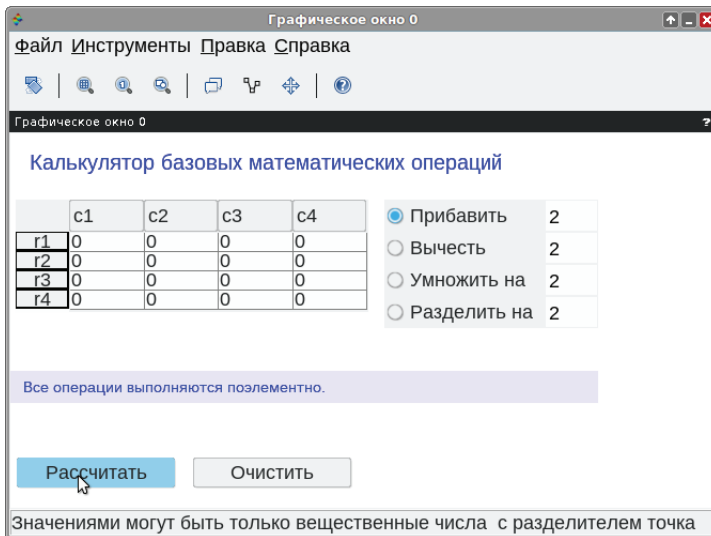 Графическое окно 0
Файл Инструменты Правка Справка
Графическое окно 0 ?
Калькулятор базовых математических операций
c1 c2 c3 c4
r1 0 0 0 0
r2 0 0 0 0
r3 0 0 0 0
r4 0 0 0 0
Прибавить 2
Вычесть 2
Умножить на 2
Разделить на 2
Все операции выполняются поэлементно.
Рассчитать Очистить
Значениями могут быть только вещественные числа с разделителем точка